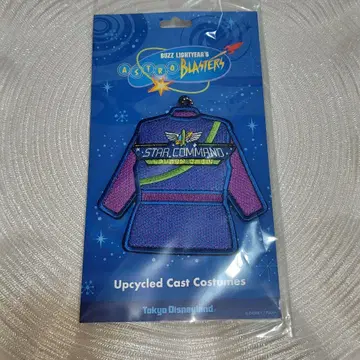 BUZZ LIGHTYEAR'S
ASTRO BLASTERS
STAR COMMAND
Upcycled Cast Costumes
Tokyo Disneyland